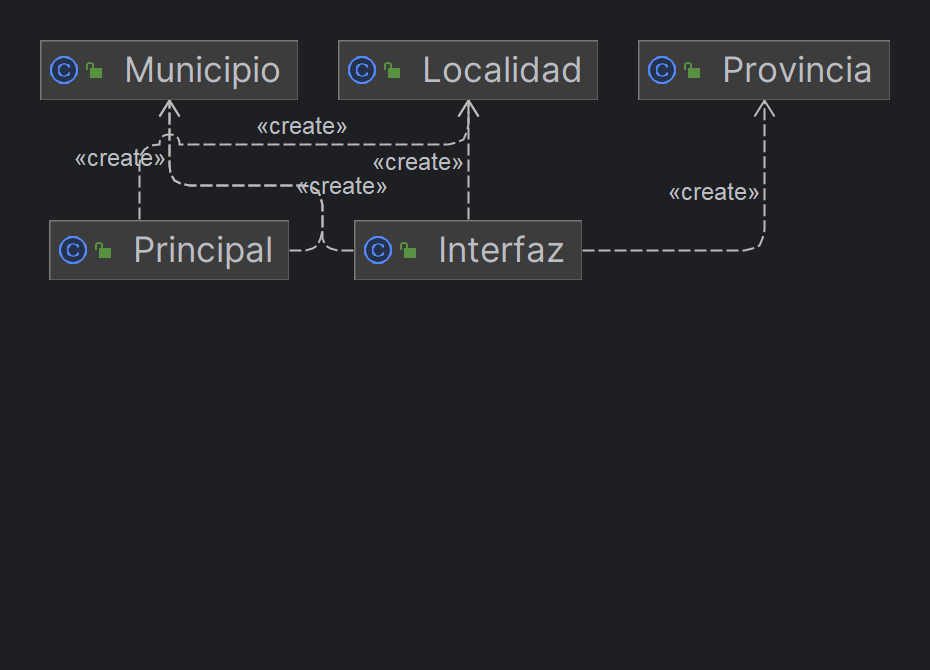 C Municipio
C Localidad
C Provincia
«create»
«create»
«create»
«create»
«create»
C Principal
C Interfaz